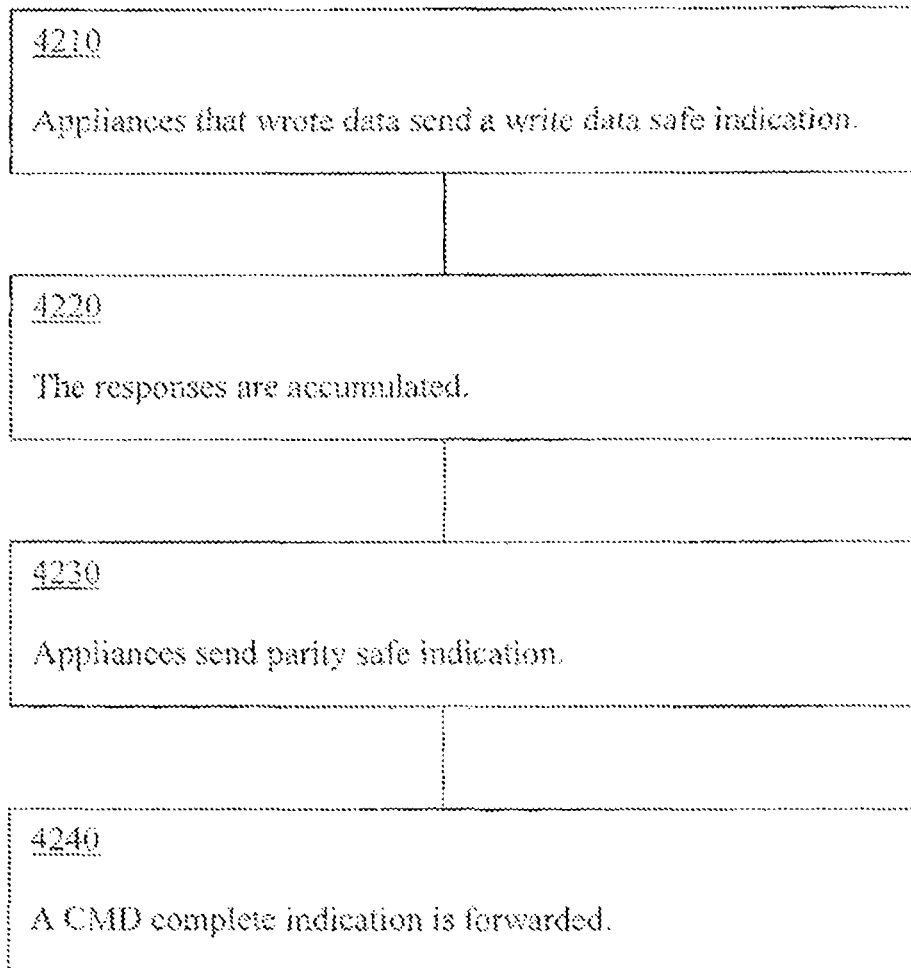 4210
Appliances that wrote data send a write data safe indication.
4220
The responses are accumulated.
4230
Appliances send parity safe indication.
4240
A CMD complete indication is forwarded.